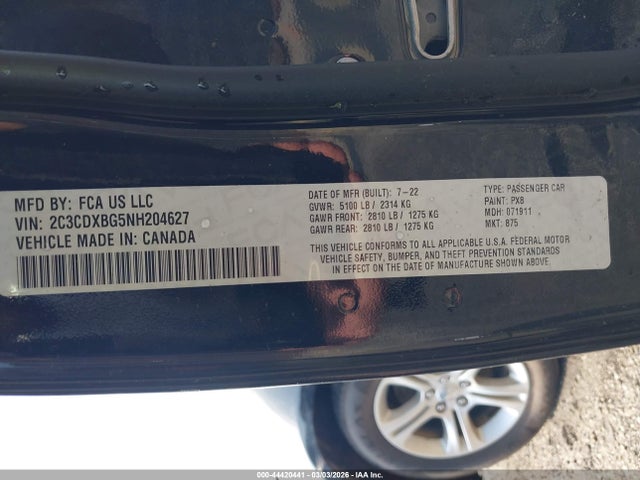 MFD BY: FCA US LLC
VIN: 2C3CDXBG5NH204627
VEHICLE MADE IN: CANADA
DATE OF MFR (BUILT): 7-22
GVWR: 5100 LB / 2314 KG
GAWR FRONT: 2810 LB / 1275 KG
GAWR REAR: 2810 LB / 1275 KG
TYPE: PASSENGER CAR
PAINT: PX8
MDH: 071911
MKT: 875
THIS VEHICLE CONFORMS TO ALL APPLICABLE U.S.A. FEDERAL MOTOR
VEHICLE SAFETY, BUMPER, AND THEFT PREVENTION STANDARDS
IN EFFECT ON THE DATE OF MANUFACTURE SHOWN ABOVE.
000-44420441 - 03/03/2026 - IAA Inc.